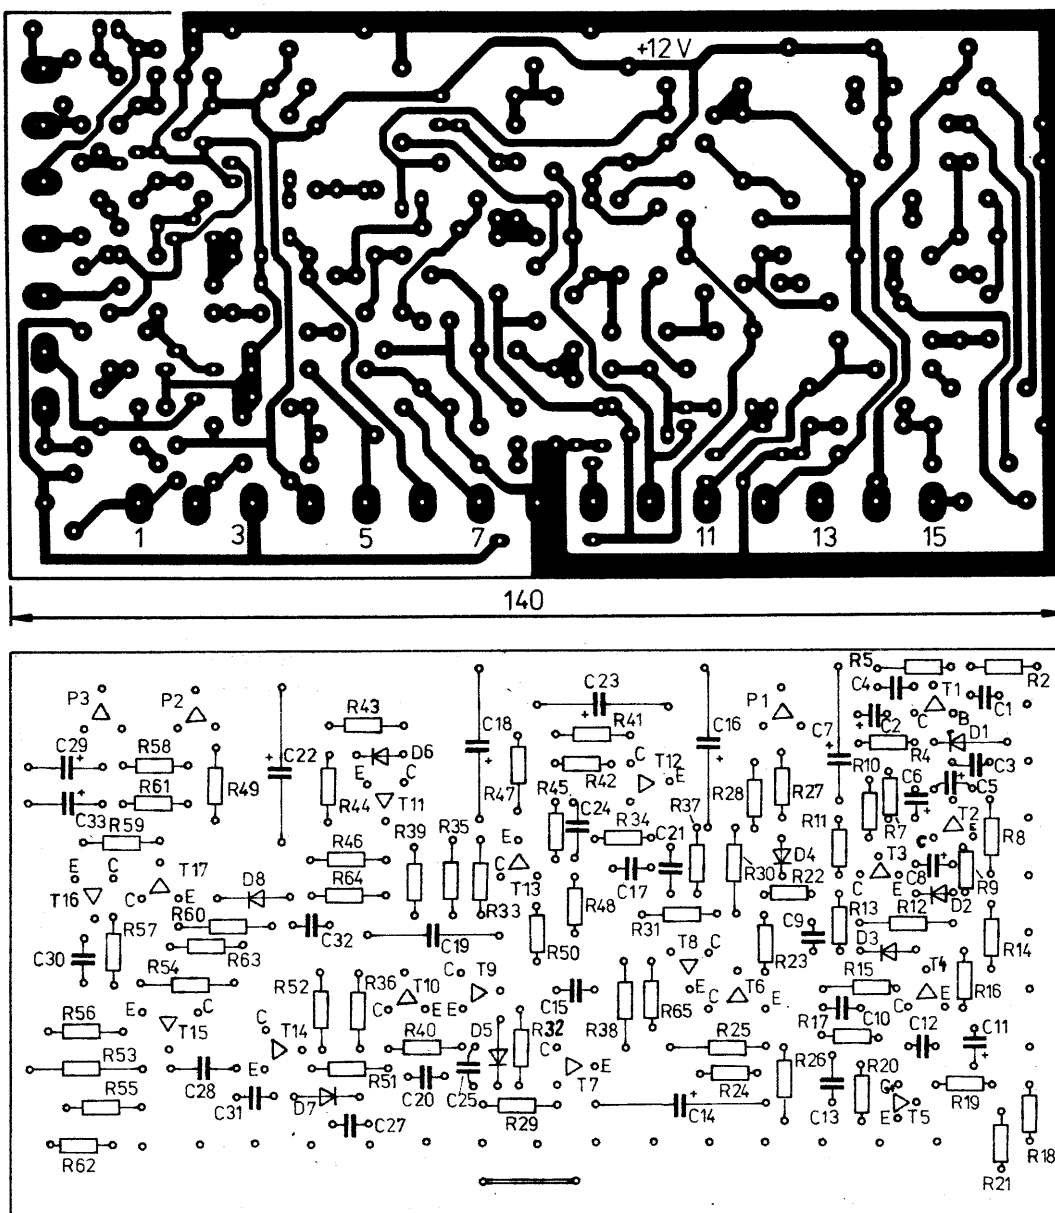 +12 V
1 3 5 7 11 13 15
140
R5 R2
P3 P2 C4 T1
R43 C23 P1 C1
C18 R41 C16 C7 C2 C B D1
C29 R58 C22 D6 R4
R49 E C T12 R10 C6 C3
R61 R44 R47 R42 C E R28 R27 C5
T11 R45 C24 R37 R7 T2
C33 R59 R39 R35 R34 C21 R11 C E R8
R46 E D4 T3
E C T17 R64 T13 C17 R30 R22 C E C8 R9
T16 D8 R33 R48 D2
C E R13 R12
R57 R60 C32 R31 C9
C19 R50 T8 D3 R14
C30 R63 C R23
R54 R52 R36 C T9 C15 R15 T4
T10 E C T6 E R16
E C C E E R38 R65 C
R56 T15 T14 R40 D5 R32 R17 C10 C12 C11
R53 C R25 R26 R20
C28 E R51 C20 C25 T7 E R24 C13
R55 C31 D7 R29 C14 T5 R19
C27 E
R62 R18
R21